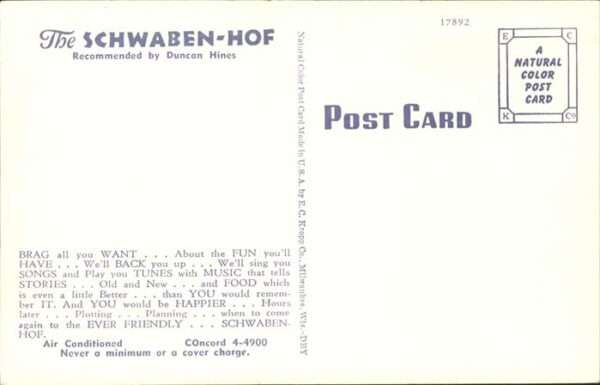 The SCHWABEN-HOF
Recommended by Duncan Hines
BRAG all you WANT . . . About the FUN you'll
HAVE . . . We'll BACK you up . . . We'll sing you
SONGS and Play you TUNES with MUSIC that tells
STORIES . . . Old and New . . . and FOOD which
is even a little Better . . . than YOU would remem-
ber IT. And YOU would be HAPPIER . . . Hours
later . . . Plotting . . . Planning . . . when to come
again to the EVER FRIENDLY . . . SCHWABEN-
HOF.
Air Conditioned COncord 4-4900
Never a minimum or a cover charge.
Natural Color Post Card Made in U. S. A. by E. C. Kropp Co., Milwaukee, Wis.-DBY
17892
POST CARD
E C
A
NATURAL
COLOR
POST
CARD
K Co